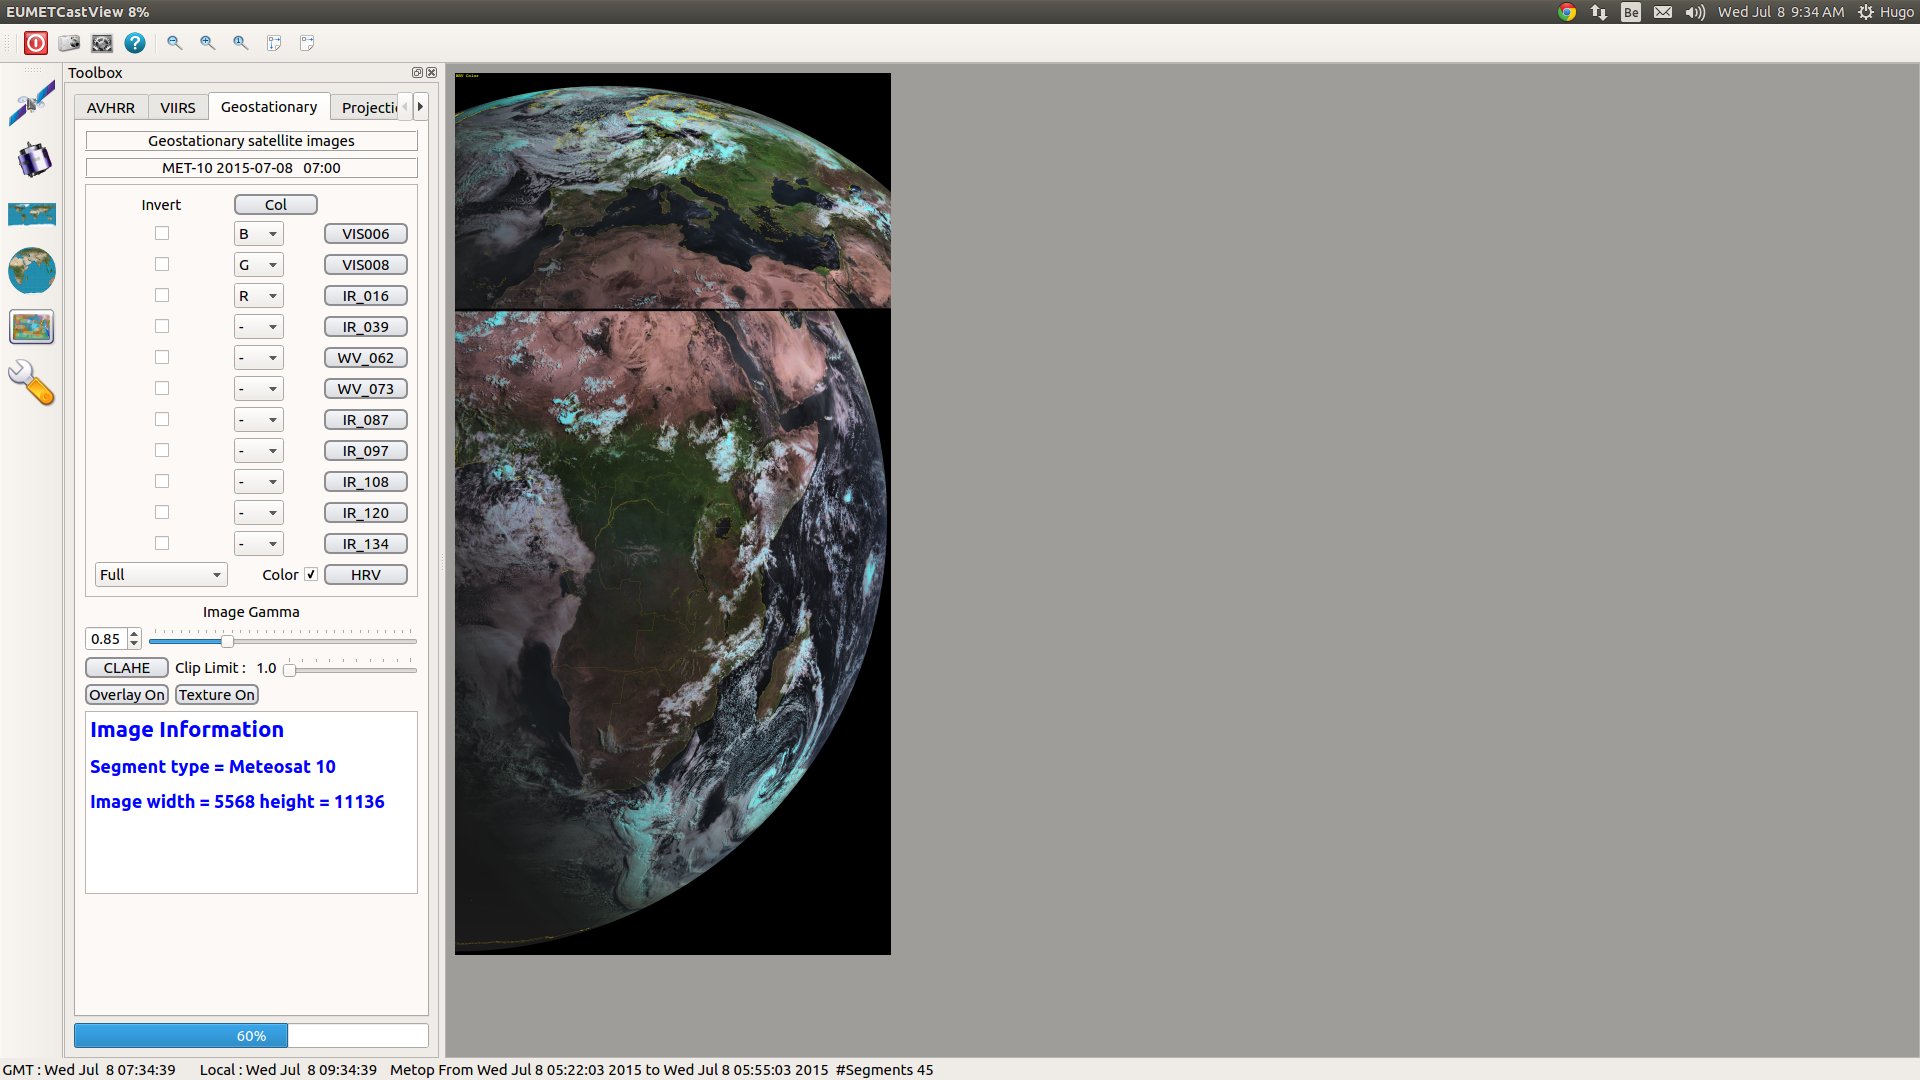 EUMETCastView 8%
Be
Wed Jul 8 9:34 AM
Hugo
Toolbox
AVHRR
VIIRS
Geostationary
Projecti
Geostationary satellite images
MET-10 2015-07-08 07:00
Invert
Col
B
VIS006
G
VIS008
R
IR_016
-
IR_039
-
WV_062
-
WV_073
-
IR_087
-
IR_097
-
IR_108
-
IR_120
-
IR_134
Full
Color
HRV
Image Gamma
0.85
CLAHE
Clip Limit : 1.0
Overlay On
Texture On
Image Information
Segment type = Meteosat 10
Image width = 5568 height = 11136
60%
GMT : Wed Jul 8 07:34:39
Local : Wed Jul 8 09:34:39
Metop From Wed Jul 8 05:22:03 2015 to Wed Jul 8 05:55:03 2015 #Segments 45